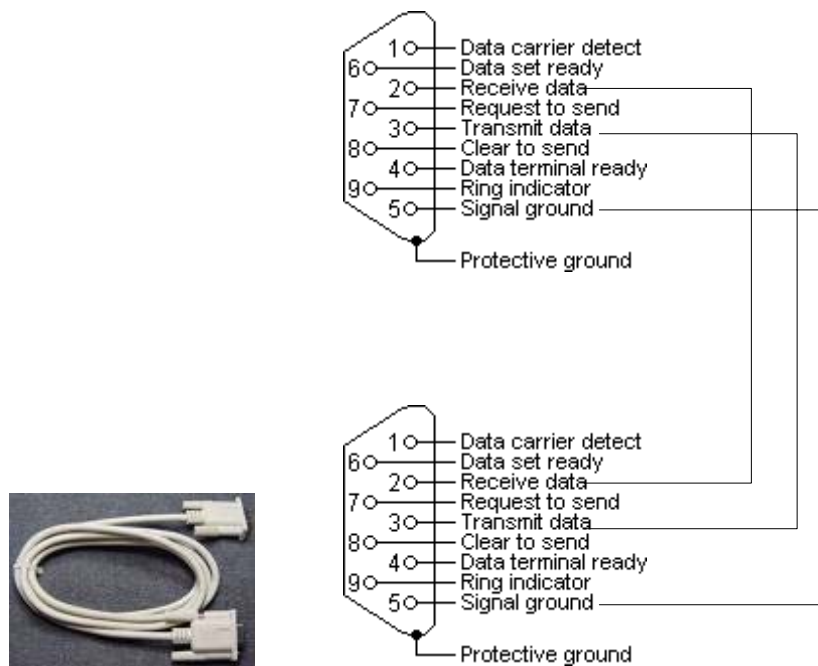 1 Data carrier detect
6 Data set ready
2 Receive data
7 Request to send
3 Transmit data
8 Clear to send
4 Data terminal ready
9 Ring indicator
5 Signal ground
Protective ground
1 Data carrier detect
6 Data set ready
2 Receive data
7 Request to send
3 Transmit data
8 Clear to send
4 Data terminal ready
9 Ring indicator
5 Signal ground
Protective ground